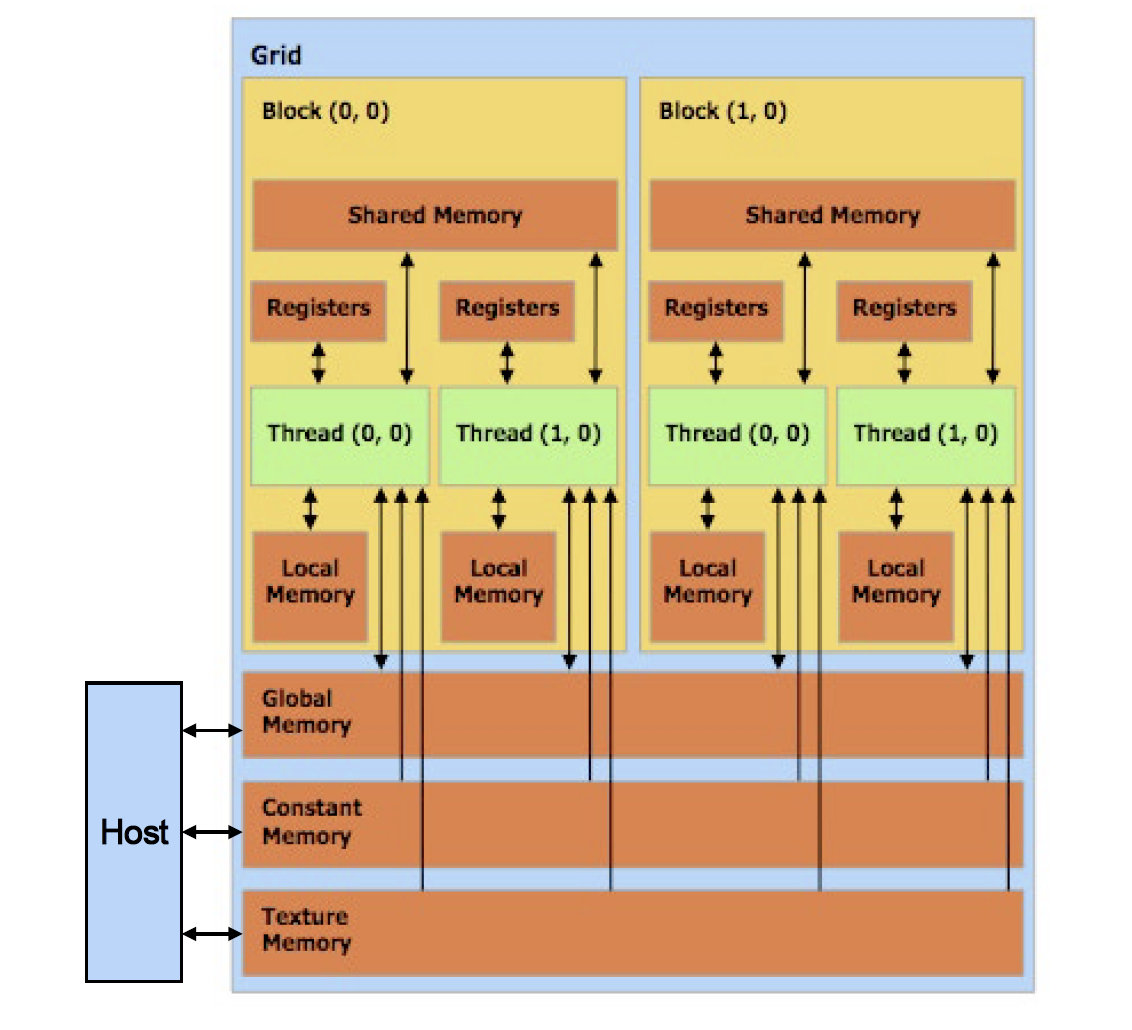 Grid
Block (0, 0)
Block (1, 0)
Shared Memory
Shared Memory
Registers
Registers
Registers
Registers
Thread (0, 0)
Thread (1, 0)
Thread (0, 0)
Thread (1, 0)
Local
Memory
Local
Memory
Local
Memory
Local
Memory
Global
Memory
Constant
Memory
Host
Texture
Memory